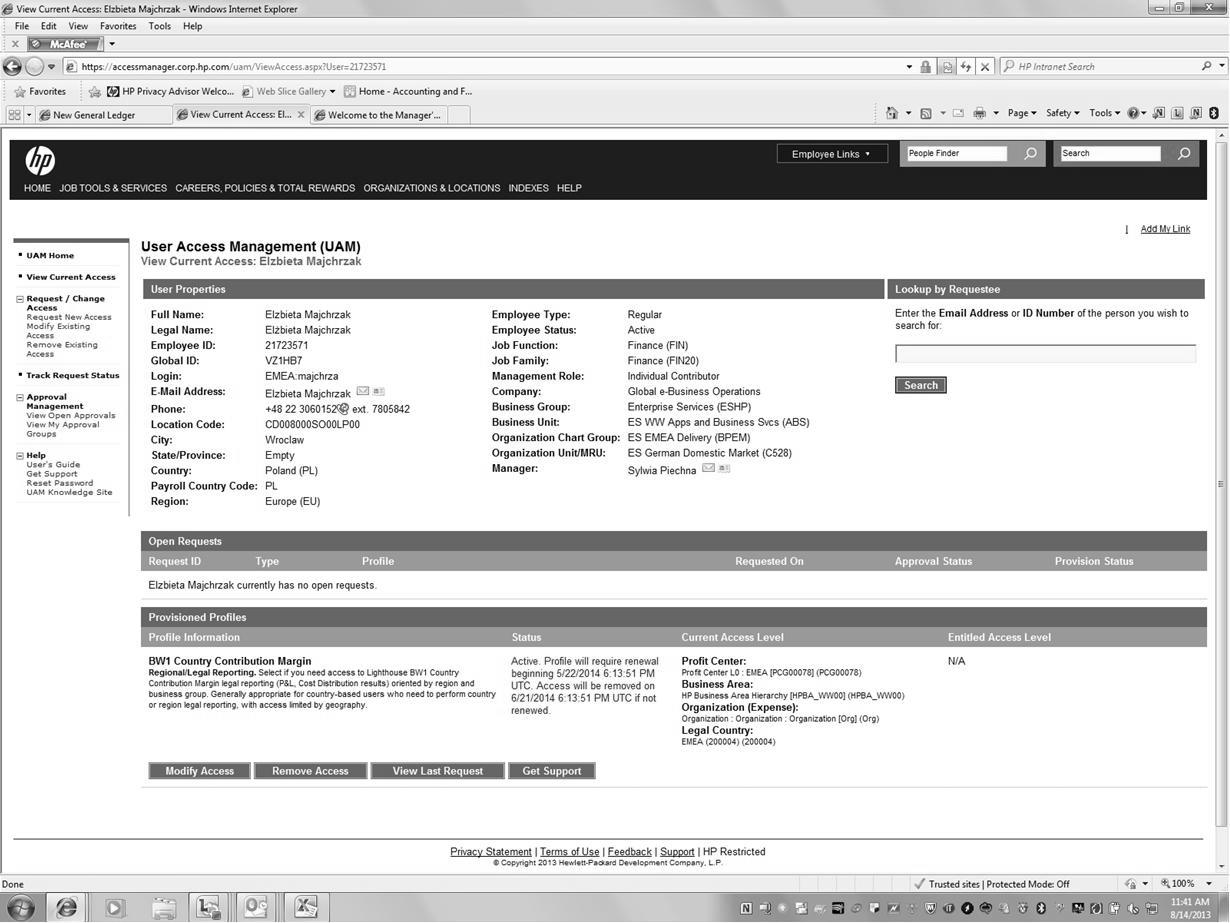 View Current Access: Elzbieta Majchrzak - Windows Internet Explorer
File Edit View Favorites Tools Help
McAfee
https://accessmanager.corp.hp.com/uam/ViewAccess.aspx?User=21723571
HP Intranet Search
Favorites HP Privacy Advisor Welco... Web Slice Gallery Home - Accounting and F...
New General Ledger View Current Access: El... Welcome to the Manager'...
Page Safety Tools
hp
Employee Links People Finder Search
HOME JOB TOOLS & SERVICES CAREERS, POLICIES & TOTAL REWARDS ORGANIZATIONS & LOCATIONS INDEXES HELP
| Add My Link
UAM Home
View Current Access
Request / Change
Access
Request New Access
Modify Existing
Access
Remove Existing
Access
Track Request Status
Approval
Management
View Open Approvals
View My Approval
Groups
Help
User's Guide
Get Support
Reset Password
UAM Knowledge Site
User Access Management (UAM)
View Current Access: Elzbieta Majchrzak
User Properties
Full Name: Elzbieta Majchrzak
Legal Name: Elżbieta Majchrzak
Employee ID: 21723571
Global ID: VZ1HB7
Login: EMEA:majchrza
E-Mail Address: Elzbieta Majchrzak
Phone: +48 22 3060152 ext. 7805842
Location Code: CD008000SO00LP00
City: Wroclaw
State/Province: Empty
Country: Poland (PL)
Payroll Country Code: PL
Region: Europe (EU)
Employee Type: Regular
Employee Status: Active
Job Function: Finance (FIN)
Job Family: Finance (FIN20)
Management Role: Individual Contributor
Company: Global e-Business Operations
Business Group: Enterprise Services (ESHP)
Business Unit: ES WW Apps and Business Svcs (ABS)
Organization Chart Group: ES EMEA Delivery (BPEM)
Organization Unit/MRU: ES German Domestic Market (C528)
Manager: Sylwia Piechna
Lookup by Requestee
Enter the Email Address or ID Number of the person you wish to
search for:
Search
Open Requests
Request ID Type Profile Requested On Approval Status Provision Status
Elzbieta Majchrzak currently has no open requests.
Provisioned Profiles
Profile Information Status Current Access Level Entitled Access Level
BW1 Country Contribution Margin
Regional/Legal Reporting. Select if you need access to Lighthouse BW1 Country
Contribution Margin legal reporting (P&L, Cost Distribution results) oriented by region and
business group. Generally appropriate for country-based users who need to perform country
or region legal reporting, with access limited by geography.
Active. Profile will require renewal
beginning 5/22/2014 6:13:51 PM
UTC. Access will be removed on
6/21/2014 6:13:51 PM UTC if not
renewed.
Profit Center:
Profit Center L0 : EMEA [PCG00078] (PCG00078)
Business Area:
HP Business Area Hierarchy [HPBA_WW00] (HPBA_WW00)
Organization (Expense):
Organization : Organization : Organization [Org] (Org)
Legal Country:
EMEA (200004) (200004)
N/A
Modify Access Remove Access View Last Request Get Support
Privacy Statement | Terms of Use | Feedback | Support | HP Restricted
© Copyright 2013 Hewlett-Packard Development Company, L.P.
Done Trusted sites | Protected Mode: Off 100%
11:41 AM
8/14/2013